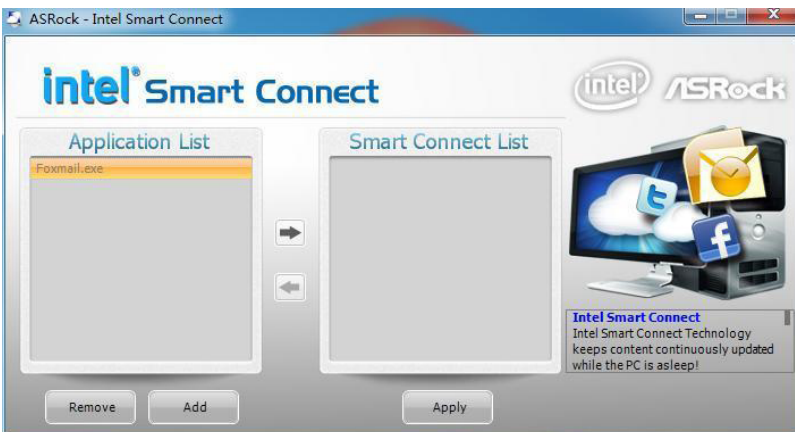 ASRock - Intel Smart Connect
intel® Smart Connect
intel® ASRock
Application List
Foxmail.exe
Smart Connect List
Intel Smart Connect
Intel Smart Connect Technology
keeps content continuously updated
while the PC is asleep!
Remove
Add
Apply